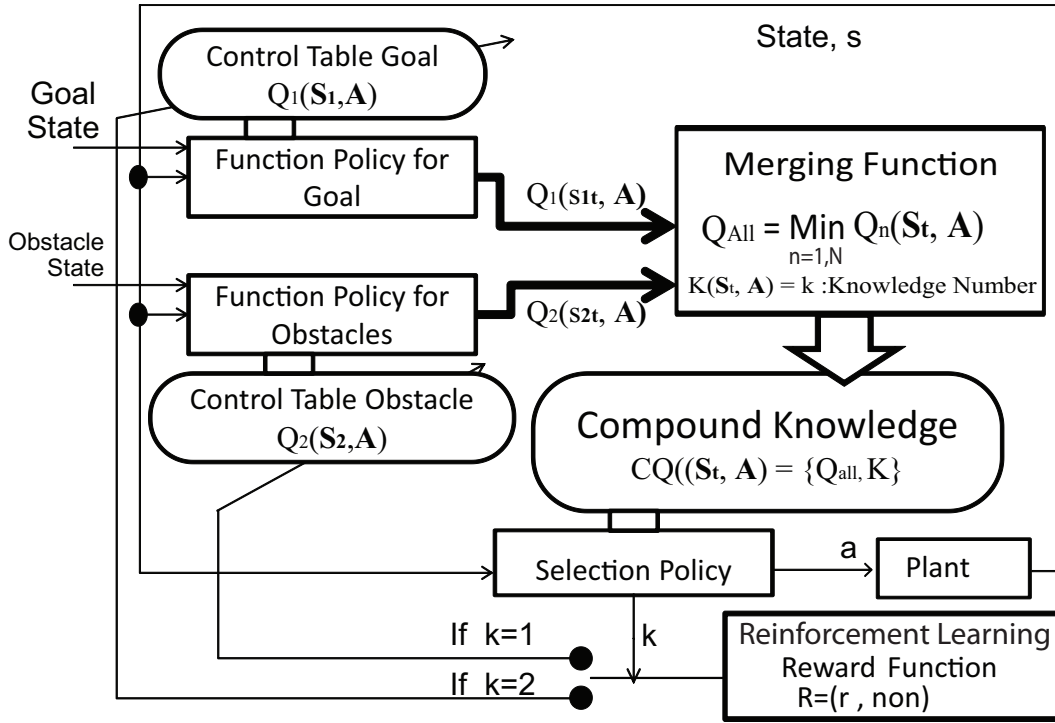 State, s
Control Table Goal
Q1(S1,A)
Goal
State
Function Policy for
Goal
Q1(s1t, A)
Merging Function
QAll = Min Qn(St, A)
n=1,N
K(St, A) = k :Knowledge Number
Obstacle
State
Function Policy for
Obstacles
Q2(s2t, A)
Control Table Obstacle
Q2(S2,A)
Compound Knowledge
CQ((St, A) = {Qall, K}
Selection Policy
a
Plant
k
If k=1
If k=2
Reinforcement Learning
Reward Function
R=(r , non)